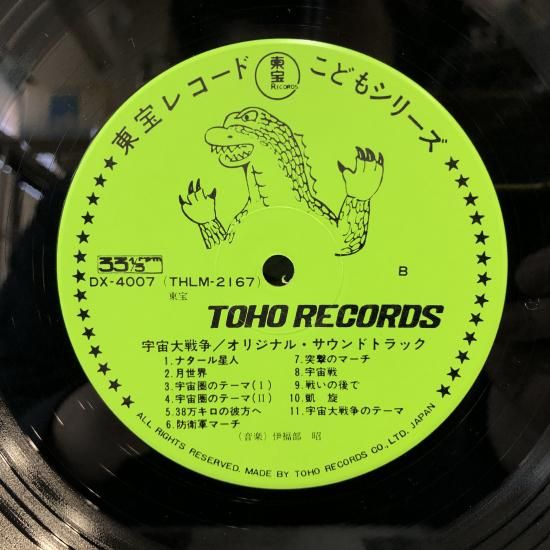 東宝レコード 東宝 RECORDS こどもシリーズ
33 1/3 rpm
DX-4007 (THLM-2167)
B
東宝
TOHO RECORDS
宇宙大戦争/オリジナル・サウンドトラック
1.ナタール星人
2.月世界
3.宇宙圏のテーマ(I)
4.宇宙圏のテーマ(II)
5.38万キロの彼方へ
6.防衛軍マーチ
7.突撃のマーチ
8.宇宙戦
9.戦いの後で
10.凱 旋
11.宇宙大戦争のテーマ
(音楽) 伊福部 昭
ALL RIGHTS RESERVED. MADE BY TOHO RECORDS CO., LTD. JAPAN